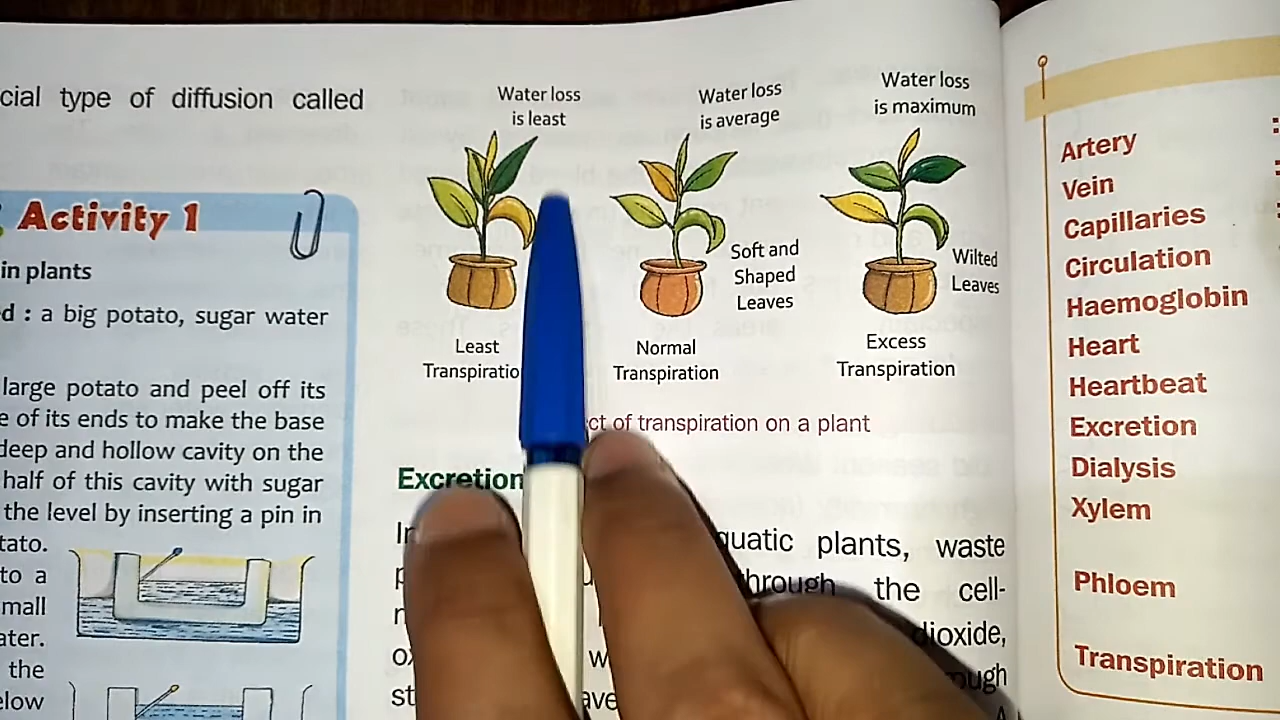 cial type of diffusion called
Activity 1
in plants
d : a big potato, sugar water
large potato and peel off its
e of its ends to make the base
deep and hollow cavity on the
half of this cavity with sugar
the level by inserting a pin in
tato.
to a
small
ater.
the
elow
Water loss
is least
Least
Transpiratio
Water loss
is average
Soft and
Shaped
Leaves
Normal
Transpiration
Water loss
is maximum
Wilted
Leaves
Excess
Transpiration
ct of transpiration on a plant
Excretion
In quatic plants, waste
through the cell-
dioxide,
ough
Artery
Vein
Capillaries
Circulation
Haemoglobin
Heart
Heartbeat
Excretion
Dialysis
Xylem
Phloem
Transpiration